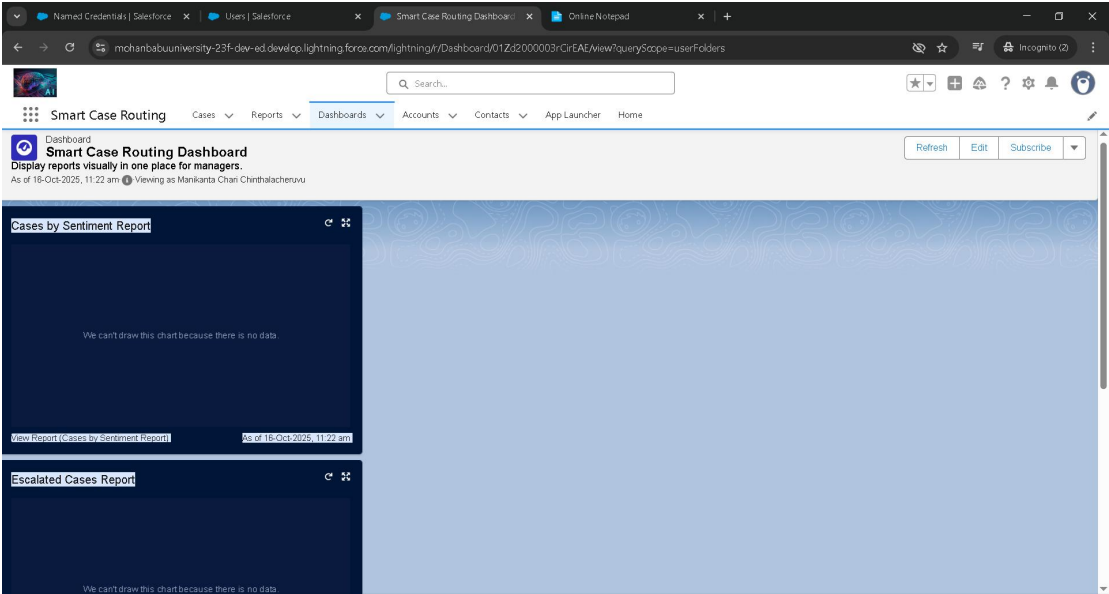 Named Credentials | Salesforce
Users | Salesforce
Smart Case Routing Dashboard
Online Notepad
mohanbabuuniversity-23f-dev-ed.develop.lightning.force.com/lightning/r/Dashboard/01Zd2000003rCirEAE/view?queryScope=userFolders
Incognito (2)
AI
Search...
Smart Case Routing Cases Reports Dashboards Accounts Contacts App Launcher Home
Dashboard
Smart Case Routing Dashboard
Display reports visually in one place for managers.
As of 16-Oct-2025, 11:22 am Viewing as Manikanta Chari Chinthalacheruvu
Refresh Edit Subscribe
Cases by Sentiment Report
We can't draw this chart because there is no data.
View Report (Cases by Sentiment Report) As of 16-Oct-2025, 11:22 am
Escalated Cases Report
We can't draw this chart because there is no data.